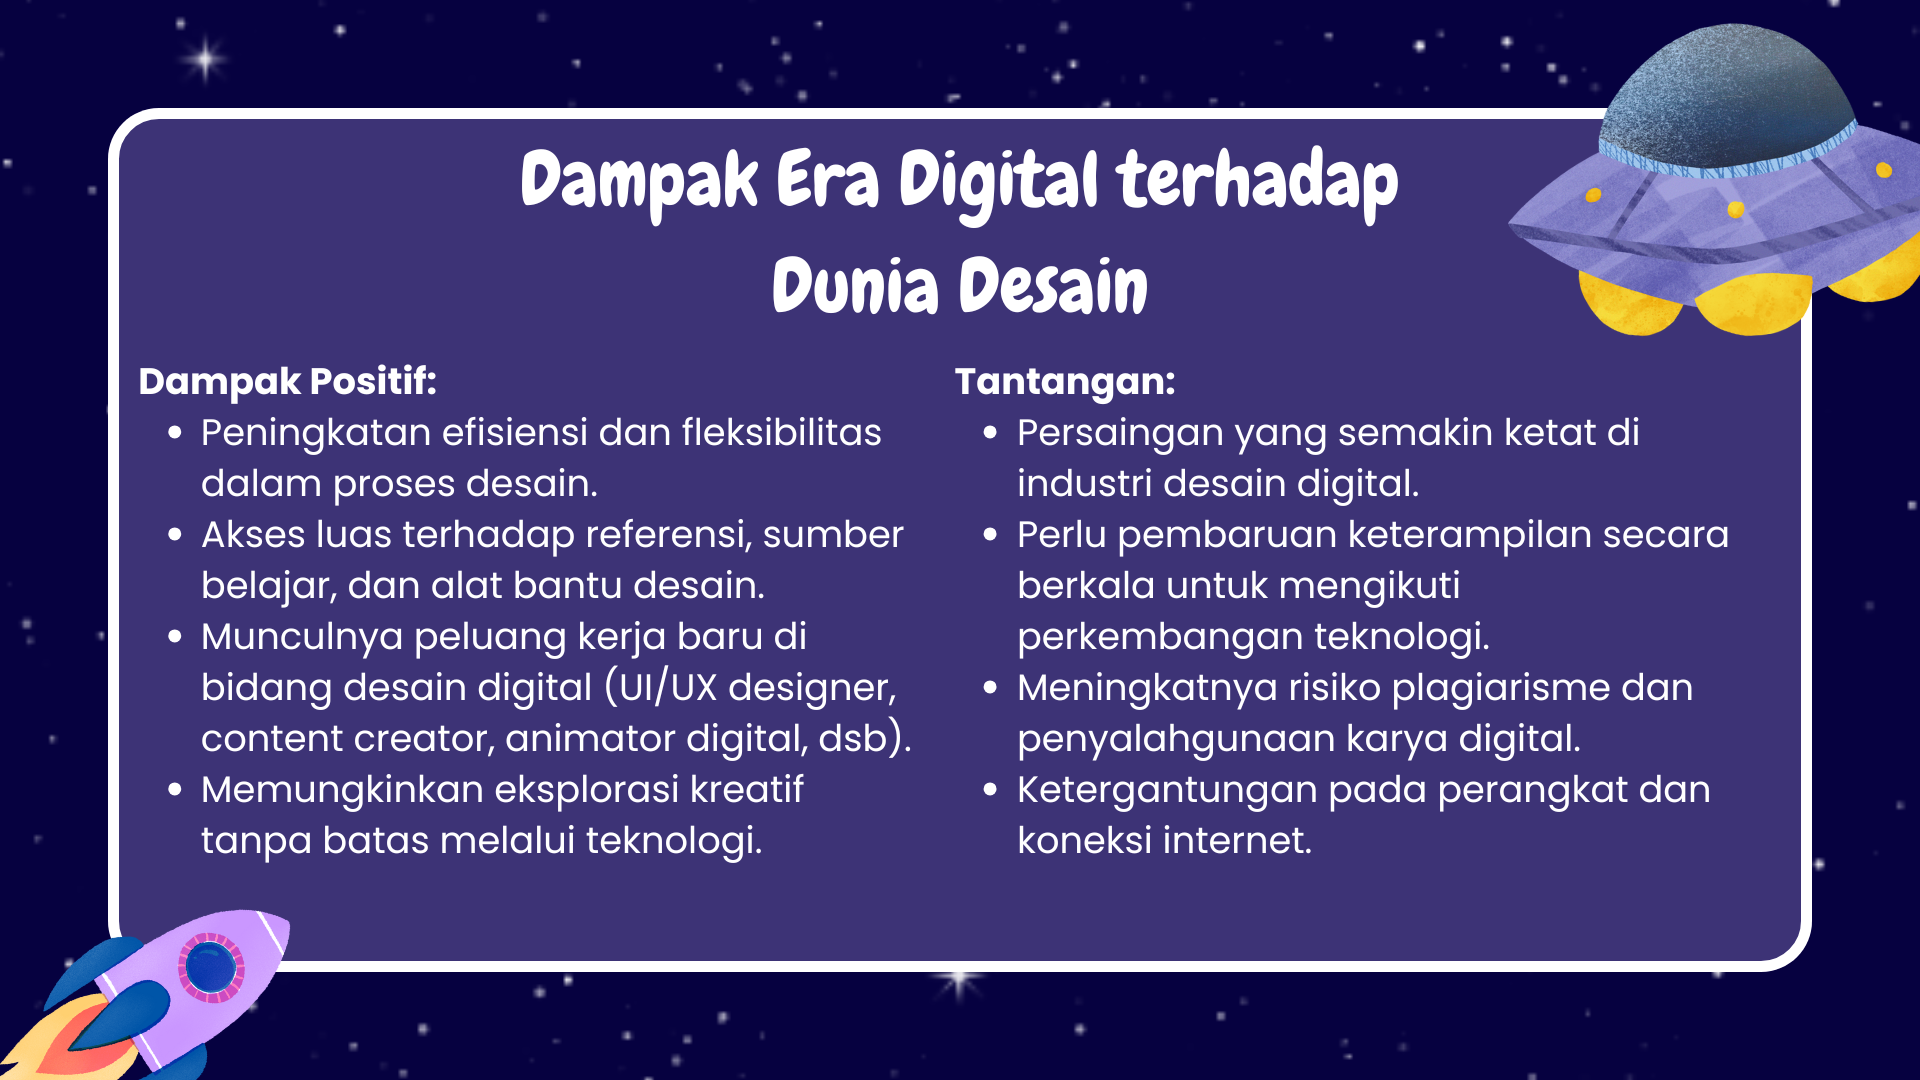 Dampak Era Digital terhadap
Dunia Desain
Dampak Positif:
• Peningkatan efisiensi dan fleksibilitas
dalam proses desain.
• Akses luas terhadap referensi, sumber
belajar, dan alat bantu desain.
• Munculnya peluang kerja baru di
bidang desain digital (UI/UX designer,
content creator, animator digital, dsb).
• Memungkinkan eksplorasi kreatif
tanpa batas melalui teknologi.
Tantangan:
• Persaingan yang semakin ketat di
industri desain digital.
• Perlu pembaruan keterampilan secara
berkala untuk mengikuti
perkembangan teknologi.
• Meningkatnya risiko plagiarisme dan
penyalahgunaan karya digital.
• Ketergantungan pada perangkat dan
koneksi internet.